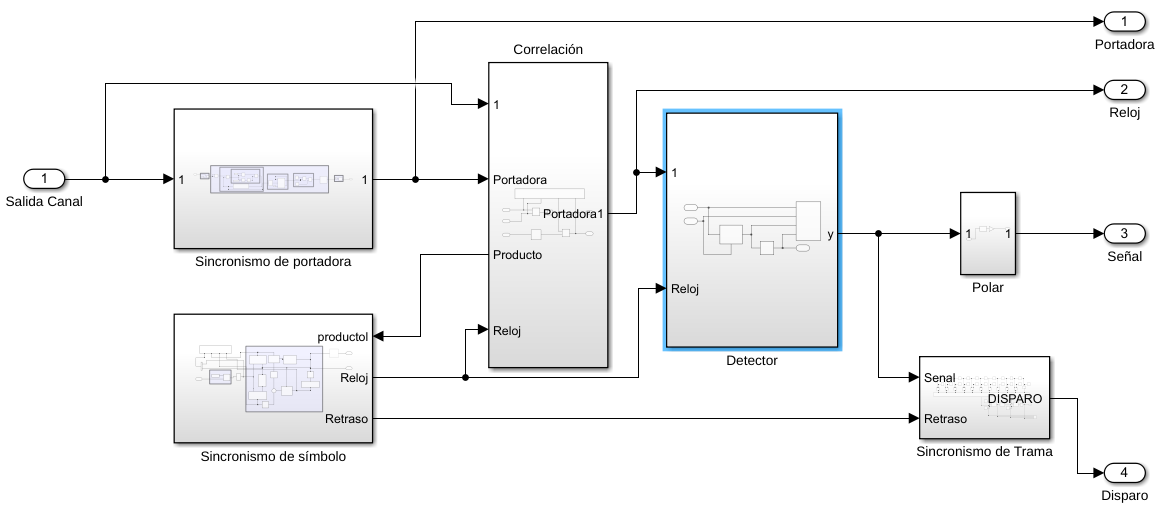 1
Portadora
Correlación
2
Reloj
1
1
1
1
Salida Canal
Portadora
Portadora1
Producto
Reloj
Sincronismo de portadora
1
y
Reloj
Detector
1
1
Polar
3
Señal
productol
Reloj
Retraso
Sincronismo de símbolo
Senal
DISPARO
Retraso
Sincronismo de Trama
4
Disparo